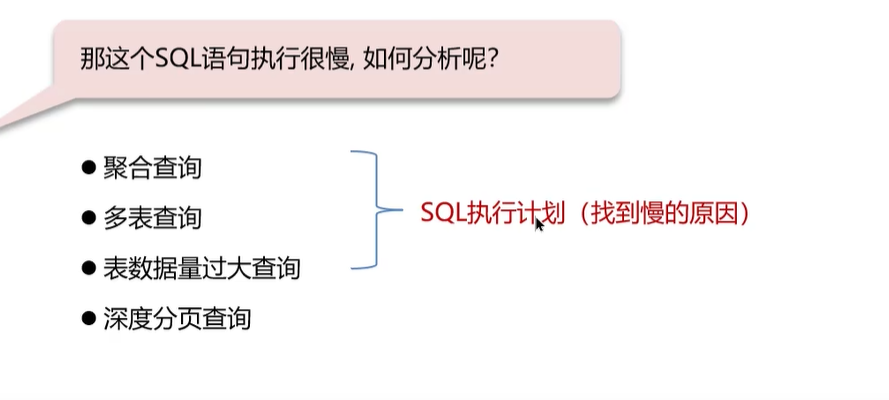 那这个SQL语句执行很慢, 如何分析呢?
● 聚合查询
● 多表查询
SQL执行计划（找到慢的原因）
● 表数据量过大查询
● 深度分页查询